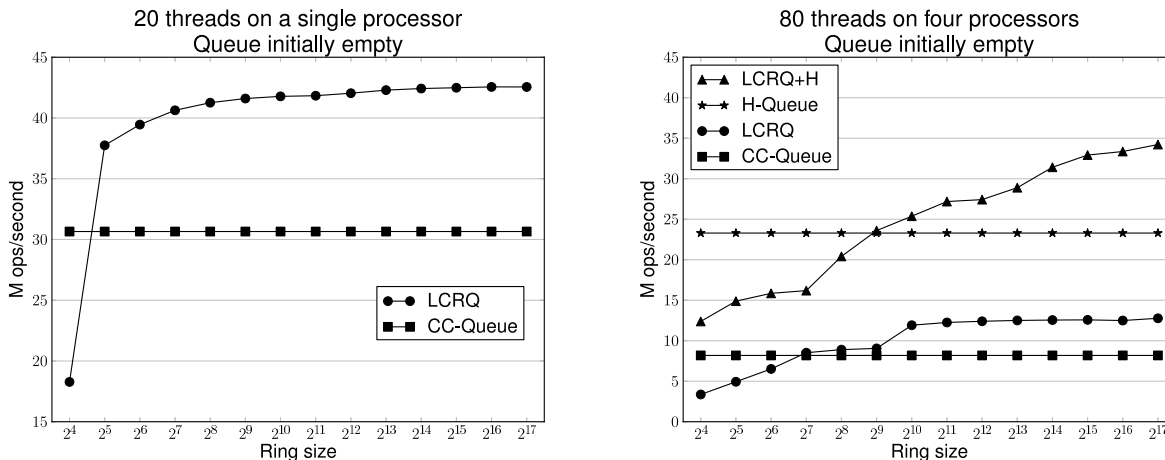 20 threads on a single processor
Queue initially empty
M ops/second
45
40
35
30
25
20
15
LCRQ
CC-Queue
2^4 2^5 2^6 2^7 2^8 2^9 2^10 2^11 2^12 2^13 2^14 2^15 2^16 2^17
Ring size
80 threads on four processors
Queue initially empty
M ops/second
45
40
35
30
25
20
15
10
5
0
LCRQ+H
H-Queue
LCRQ
CC-Queue
2^4 2^5 2^6 2^7 2^8 2^9 2^10 2^11 2^12 2^13 2^14 2^15 2^16 2^17
Ring size